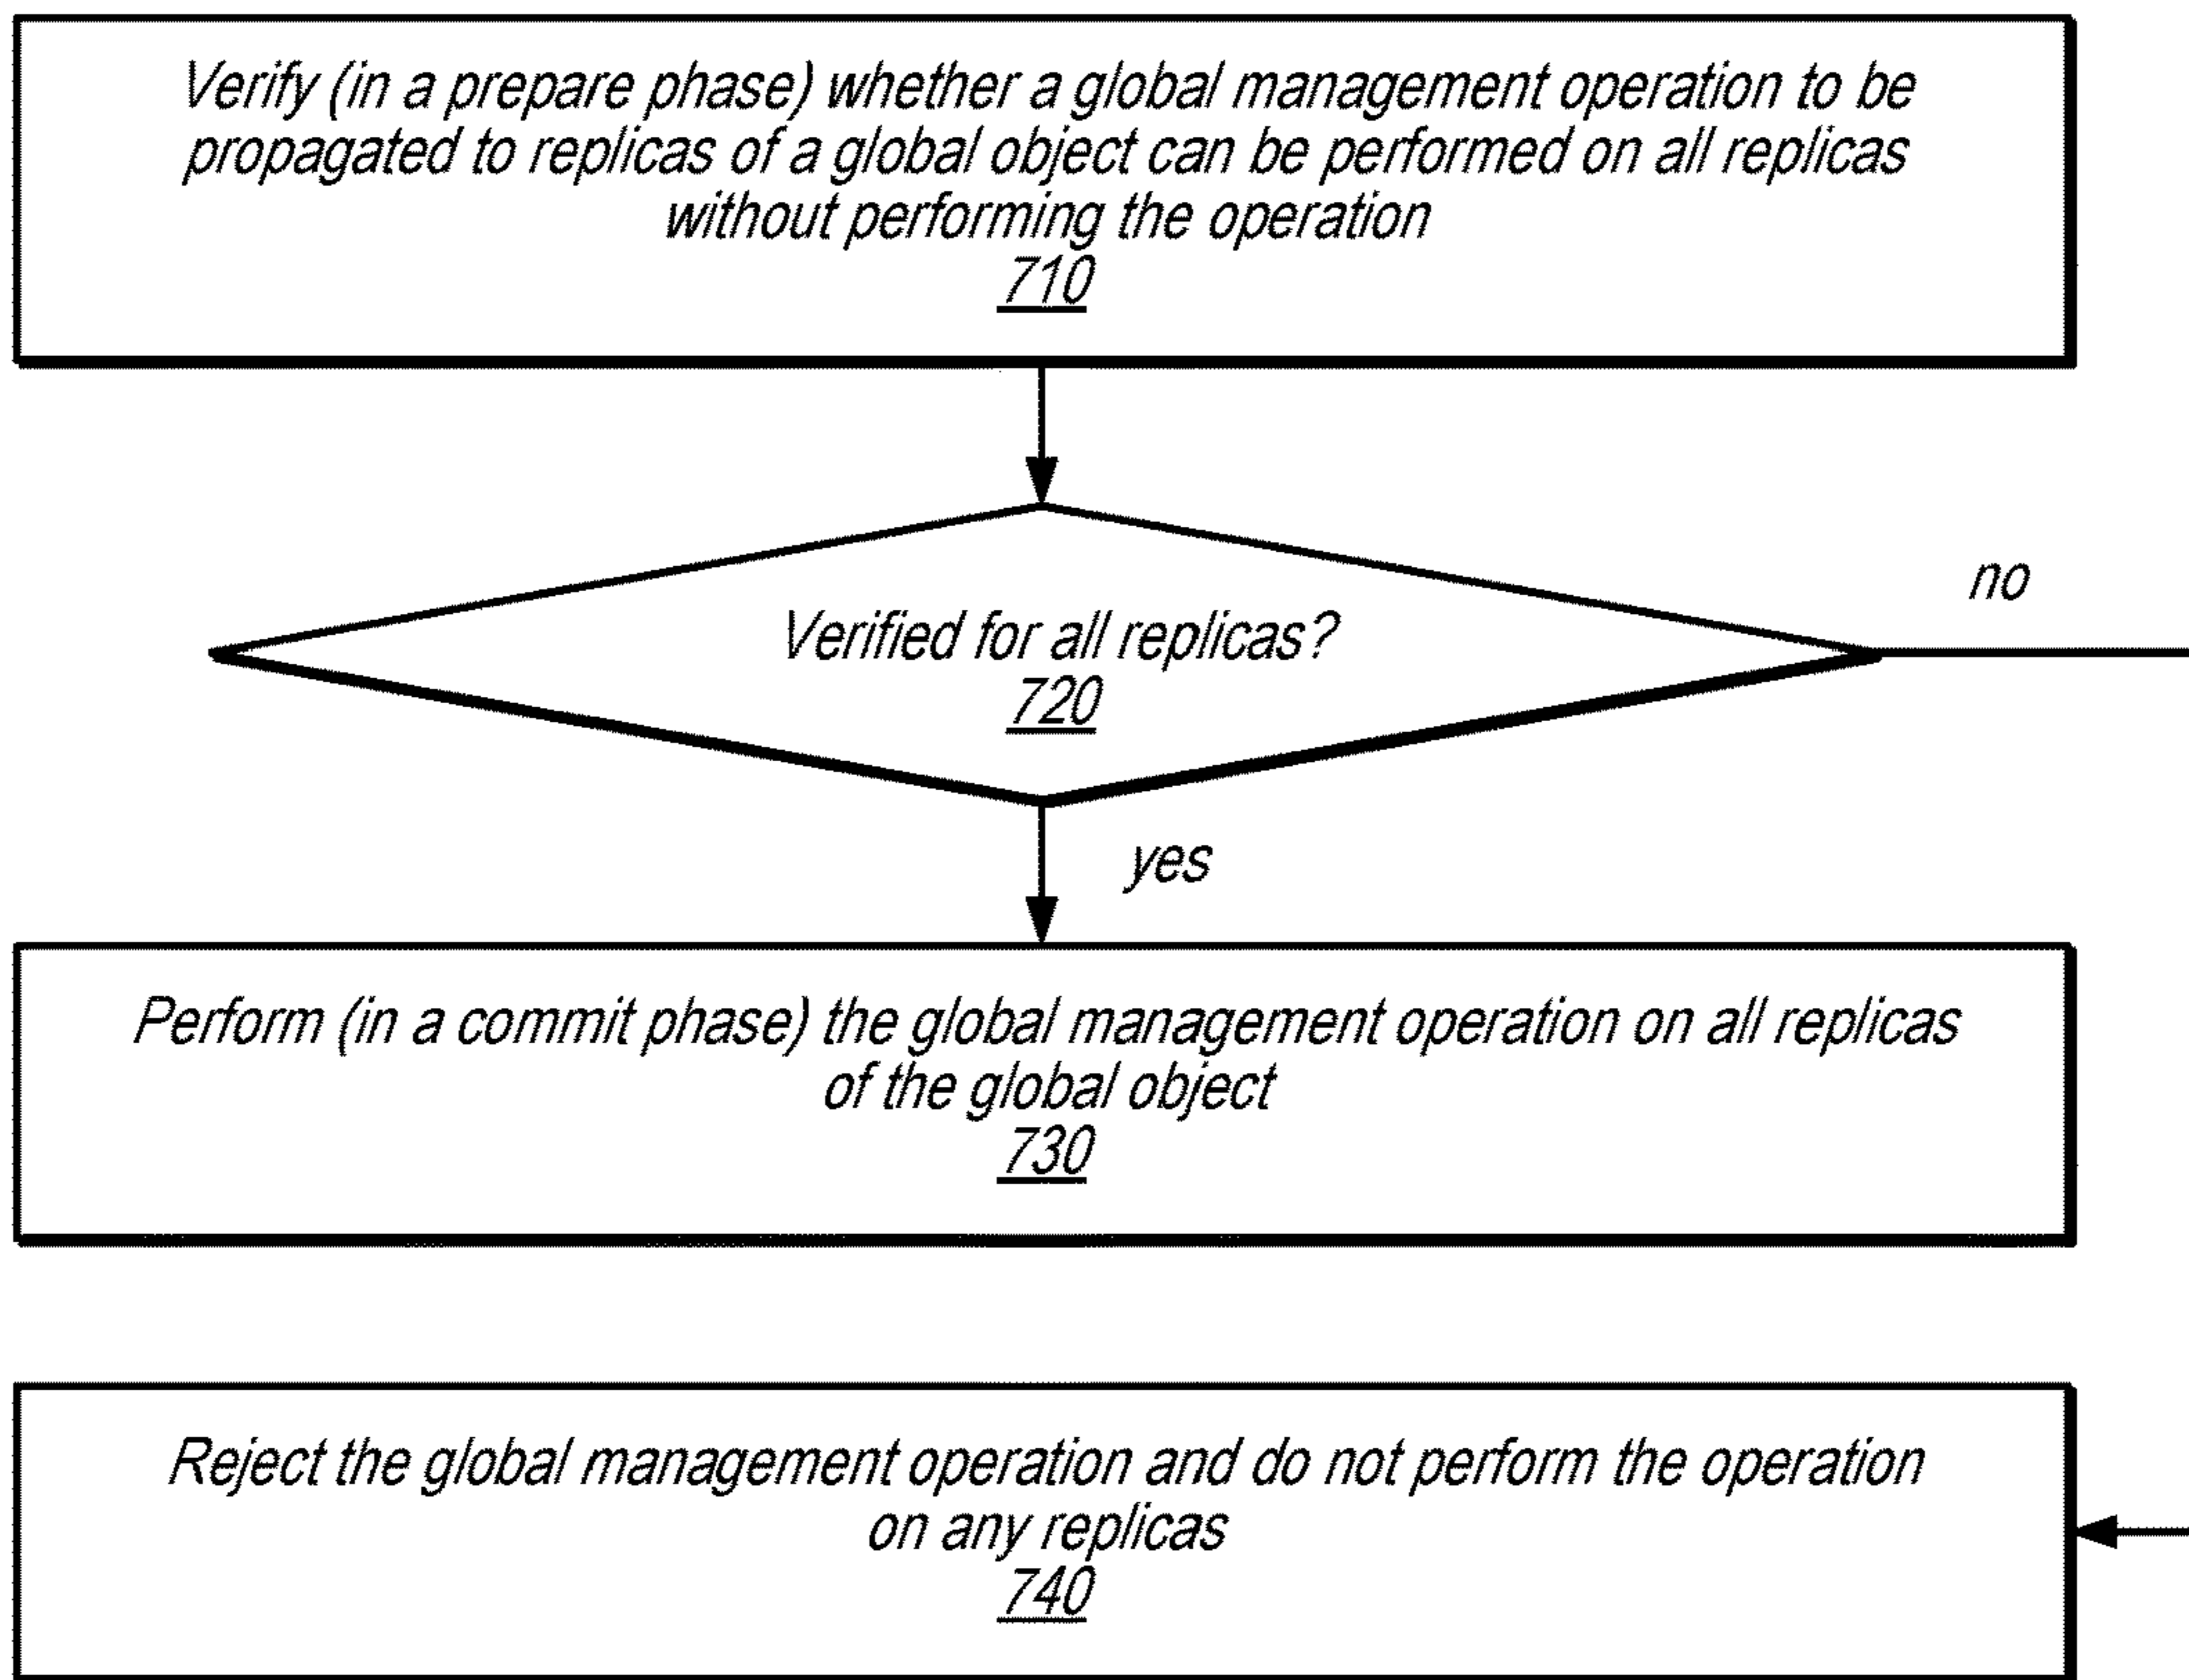 Verify (in a prepare phase) whether a global management operation to be
propagated to replicas of a global object can be performed on all replicas
without performing the operation
710
Verified for all replicas?
720
no
yes
Perform (in a commit phase) the global management operation on all replicas
of the global object
730
Reject the global management operation and do not perform the operation
on any replicas
740